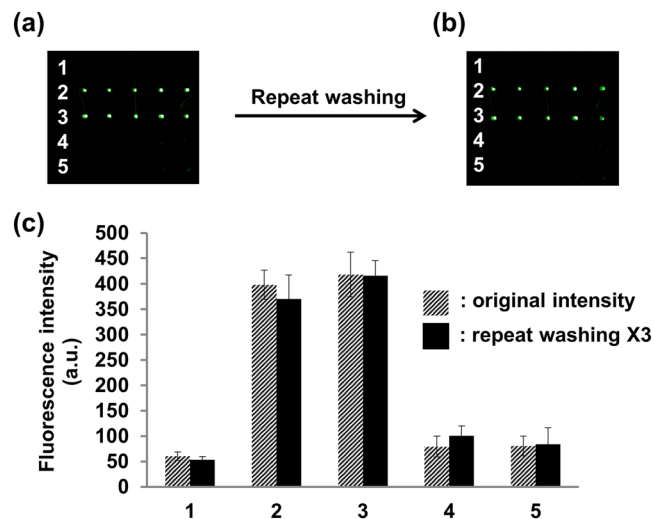 (a)
(b)
1
2
3
4
5
Repeat washing
1
2
3
4
5
(c)
Fluorescence intensity
(a.u.)
500
450
400
350
300
250
200
150
100
50
0
1 2 3 4 5
: original intensity
: repeat washing X3